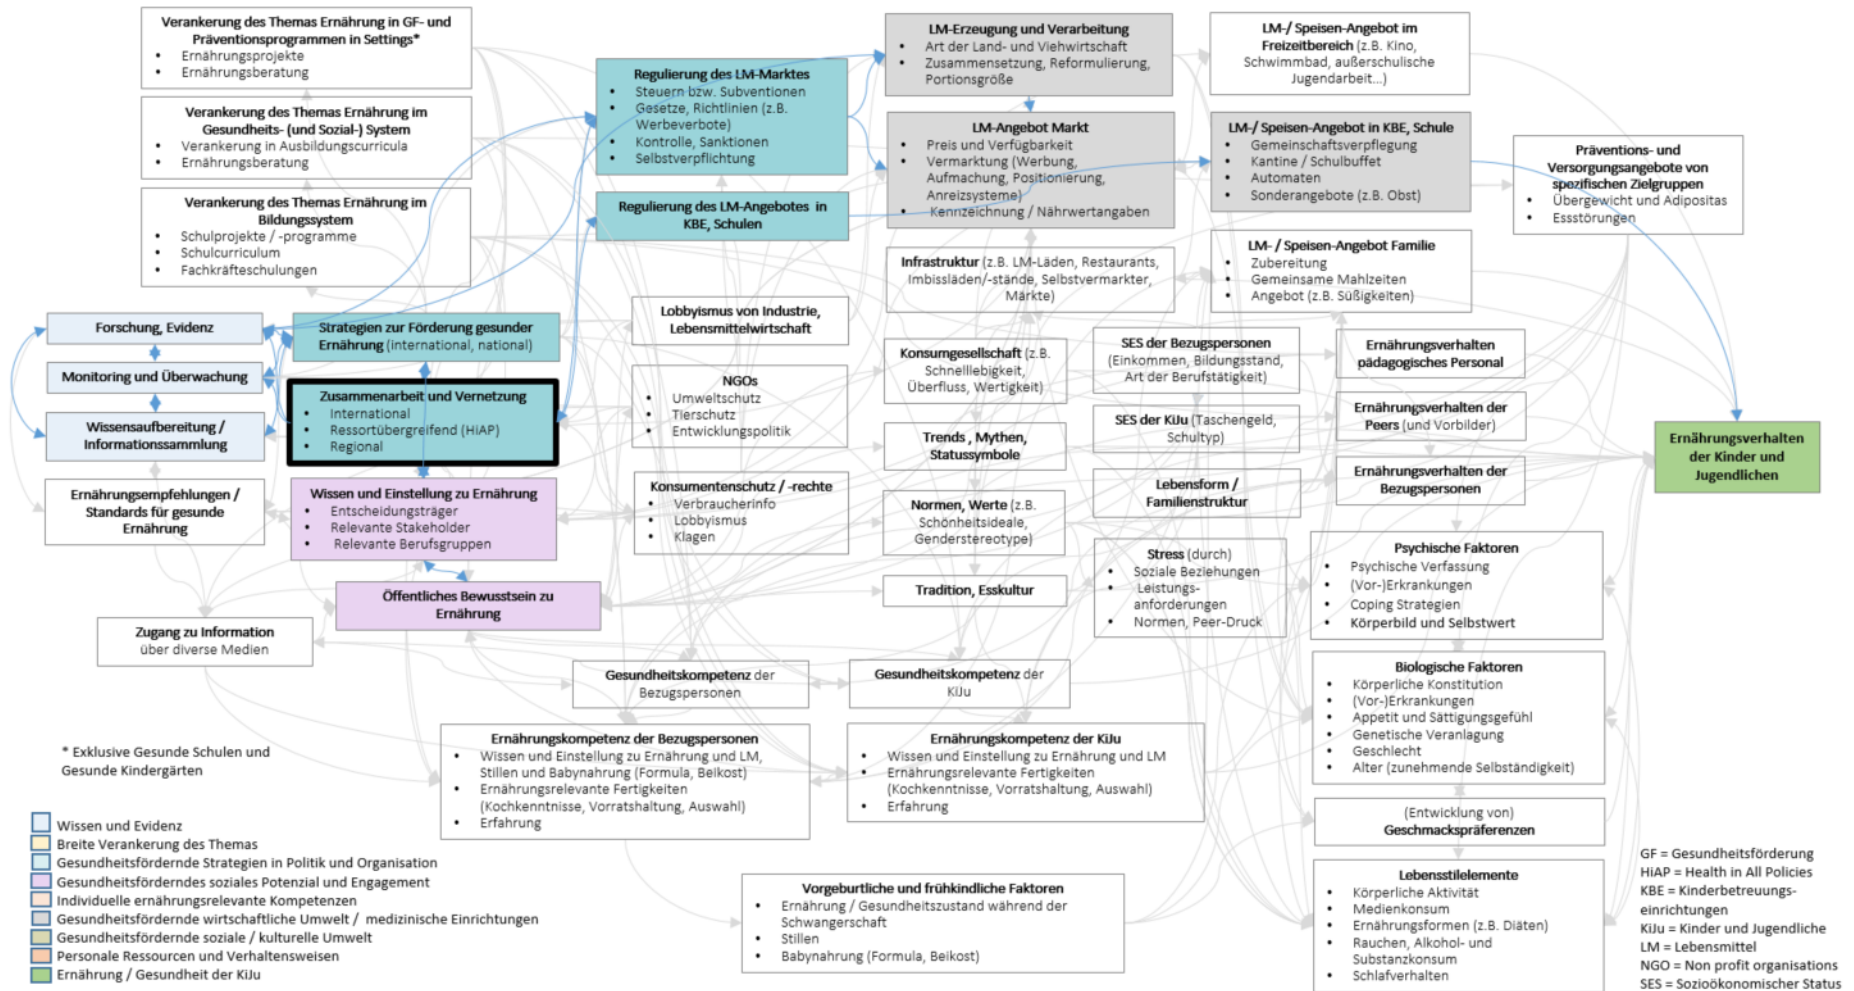 Verankerung des Themas Ernährung in GF- und
Präventionsprogrammen in Settings*
• Ernährungsprojekte
• Ernährungsberatung
Verankerung des Themas Ernährung im
Gesundheits- (und Sozial-) System
• Verankerung in Ausbildungscurricula
• Ernährungsberatung
Verankerung des Themas Ernährung im
Bildungssystem
• Schulprojekte / -programme
• Schulcurriculum
• Fachkräfteschulungen
Forschung, Evidenz
Monitoring und Überwachung
Wissensaufbereitung /
Informationssammlung
Ernährungsempfehlungen /
Standards für gesunde
Ernährung
Zugang zu Information
über diverse Medien
Strategien zur Förderung gesunder
Ernährung (international, national)
Zusammenarbeit und Vernetzung
• International
• Ressortübergreifend (HiAP)
• Regional
Wissen und Einstellung zu Ernährung
• Entscheidungsträger
• Relevante Stakeholder
• Relevante Berufsgruppen
Öffentliches Bewusstsein zu
Ernährung
Regulierung des LM-Marktes
• Steuern bzw. Subventionen
• Gesetze, Richtlinien (z.B.
Werbeverbote)
• Kontrolle, Sanktionen
• Selbstverpflichtung
Regulierung des LM-Angebotes in
KBE, Schulen
Lobbyismus von Industrie,
Lebensmittelwirtschaft
NGOs
• Umweltschutz
• Tierschutz
• Entwicklungspolitik
Konsumentenschutz / -rechte
• Verbraucherinfo
• Lobbyismus
• Klagen
Gesundheitskompetenz der
Bezugspersonen
Ernährungskompetenz der Bezugspersonen
• Wissen und Einstellung zu Ernährung und LM,
Stillen und Babynahrung (Formula, Beikost)
• Ernährungsrelevante Fertigkeiten
(Kochkenntnisse, Vorratshaltung, Auswahl)
• Erfahrung
LM-Erzeugung und Verarbeitung
• Art der Land- und Viehwirtschaft
• Zusammensetzung, Reformulierung,
Portionsgröße
LM-Angebot Markt
• Preis und Verfügbarkeit
• Vermarktung (Werbung,
Aufmachung, Positionierung,
Anreizsysteme)
• Kennzeichnung / Nährwertangaben
Infrastruktur (z.B. LM-Läden, Restaurants,
Imbissläden/-stände, Selbstvermarkter,
Märkte)
Konsumgesellschaft (z.B.
Schnelllebigkeit,
Überfluss, Wertigkeit)
Trends , Mythen,
Statussymbole
Normen, Werte (z.B.
Schönheitsideale,
Genderstereotype)
Tradition, Esskultur
Gesundheitskompetenz der
KiJu
Ernährungskompetenz der KiJu
• Wissen und Einstellung zu Ernährung und LM
• Ernährungsrelevante Fertigkeiten
(Kochkenntnisse, Vorratshaltung, Auswahl)
• Erfahrung
Vorgeburtliche und frühkindliche Faktoren
• Ernährung / Gesundheitszustand während der
Schwangerschaft
• Stillen
• Babynahrung (Formula, Beikost)
LM-/ Speisen-Angebot im
Freizeitbereich (z.B. Kino,
Schwimmbad, außerschulische
Jugendarbeit...)
LM-/ Speisen-Angebot in KBE, Schule
• Gemeinschaftsverpflegung
• Kantine / Schulbuffet
• Automaten
• Sonderangebote (z.B. Obst)
LM- / Speisen-Angebot Familie
• Zubereitung
• Gemeinsame Mahlzeiten
• Angebot (z.B. Süßigkeiten)
SES der Bezugspersonen
(Einkommen, Bildungsstand,
Art der Berufstätigkeit)
SES der KiJu (Taschengeld,
Schultyp)
Lebensform /
Familienstruktur
Stress (durch)
• Soziale Beziehungen
• Leistungs-
anforderungen
• Normen, Peer-Druck
Ernährungsverhalten
pädagogisches Personal
Ernährungsverhalten der
Peers (und Vorbilder)
Ernährungsverhalten der
Bezugspersonen
Psychische Faktoren
• Psychische Verfassung
• (Vor-)Erkrankungen
• Coping Strategien
• Körperbild und Selbstwert
Biologische Faktoren
• Körperliche Konstitution
• (Vor-)Erkrankungen
• Appetit und Sättigungsgefühl
• Genetische Veranlagung
• Geschlecht
• Alter (zunehmende Selbständigkeit)
(Entwicklung von)
Geschmackspräferenzen
Lebensstilelemente
• Körperliche Aktivität
• Medienkonsum
• Ernährungsformen (z.B. Diäten)
• Rauchen, Alkohol- und
Substanzkonsum
• Schlafverhalten
Präventions- und
Versorgungsangebote von
spezifischen Zielgruppen
• Übergewicht und Adipositas
• Essstörungen
Ernährungsverhalten
der Kinder und
Jugendlichen
* Exklusive Gesunde Schulen und
Gesunde Kindergärten
Wissen und Evidenz
Breite Verankerung des Themas
Gesundheitsfördernde Strategien in Politik und Organisation
Gesundheitsförderndes soziales Potenzial und Engagement
Individuelle ernährungsrelevante Kompetenzen
Gesundheitsfördernde wirtschaftliche Umwelt / medizinische Einrichtungen
Gesundheitsfördernde soziale / kulturelle Umwelt
Personale Ressourcen und Verhaltensweisen
Ernährung / Gesundheit der KiJu
GF = Gesundheitsförderung
HiAP = Health in All Policies
KBE = Kinderbetreuungs-
einrichtungen
KiJu = Kinder und Jugendliche
LM = Lebensmittel
NGO = Non profit organisations
SES = Sozioökonomischer Status